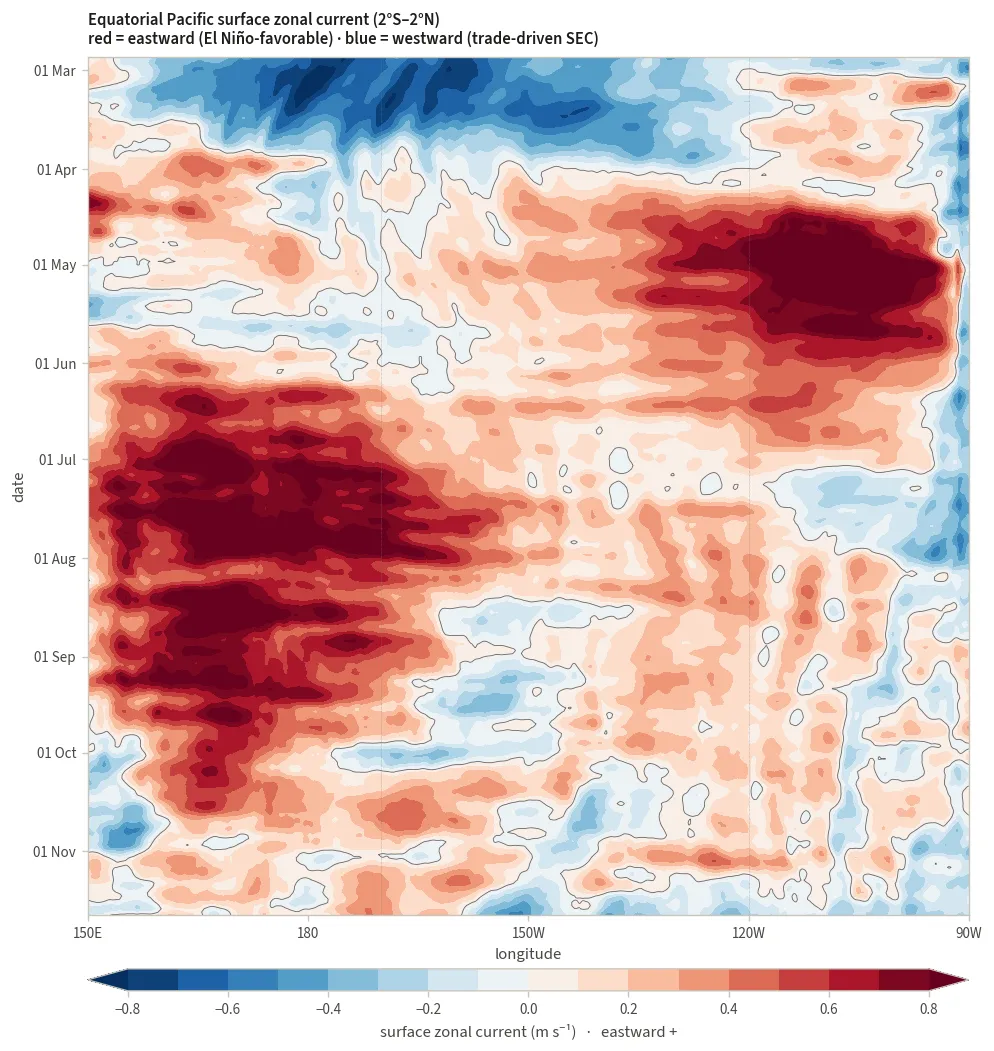 Equatorial Pacific surface zonal current (2°S–2°N)
red = eastward (El Niño-favorable) · blue = westward (trade-driven SEC)
01 Mar
01 Apr
01 May
01 Jun
01 Jul
01 Aug
01 Sep
01 Oct
01 Nov
date
150E 180 150W 120W 90W
longitude
−0.8 −0.6 −0.4 −0.2 0.0 0.2 0.4 0.6 0.8
surface zonal current (m s⁻¹) · eastward +